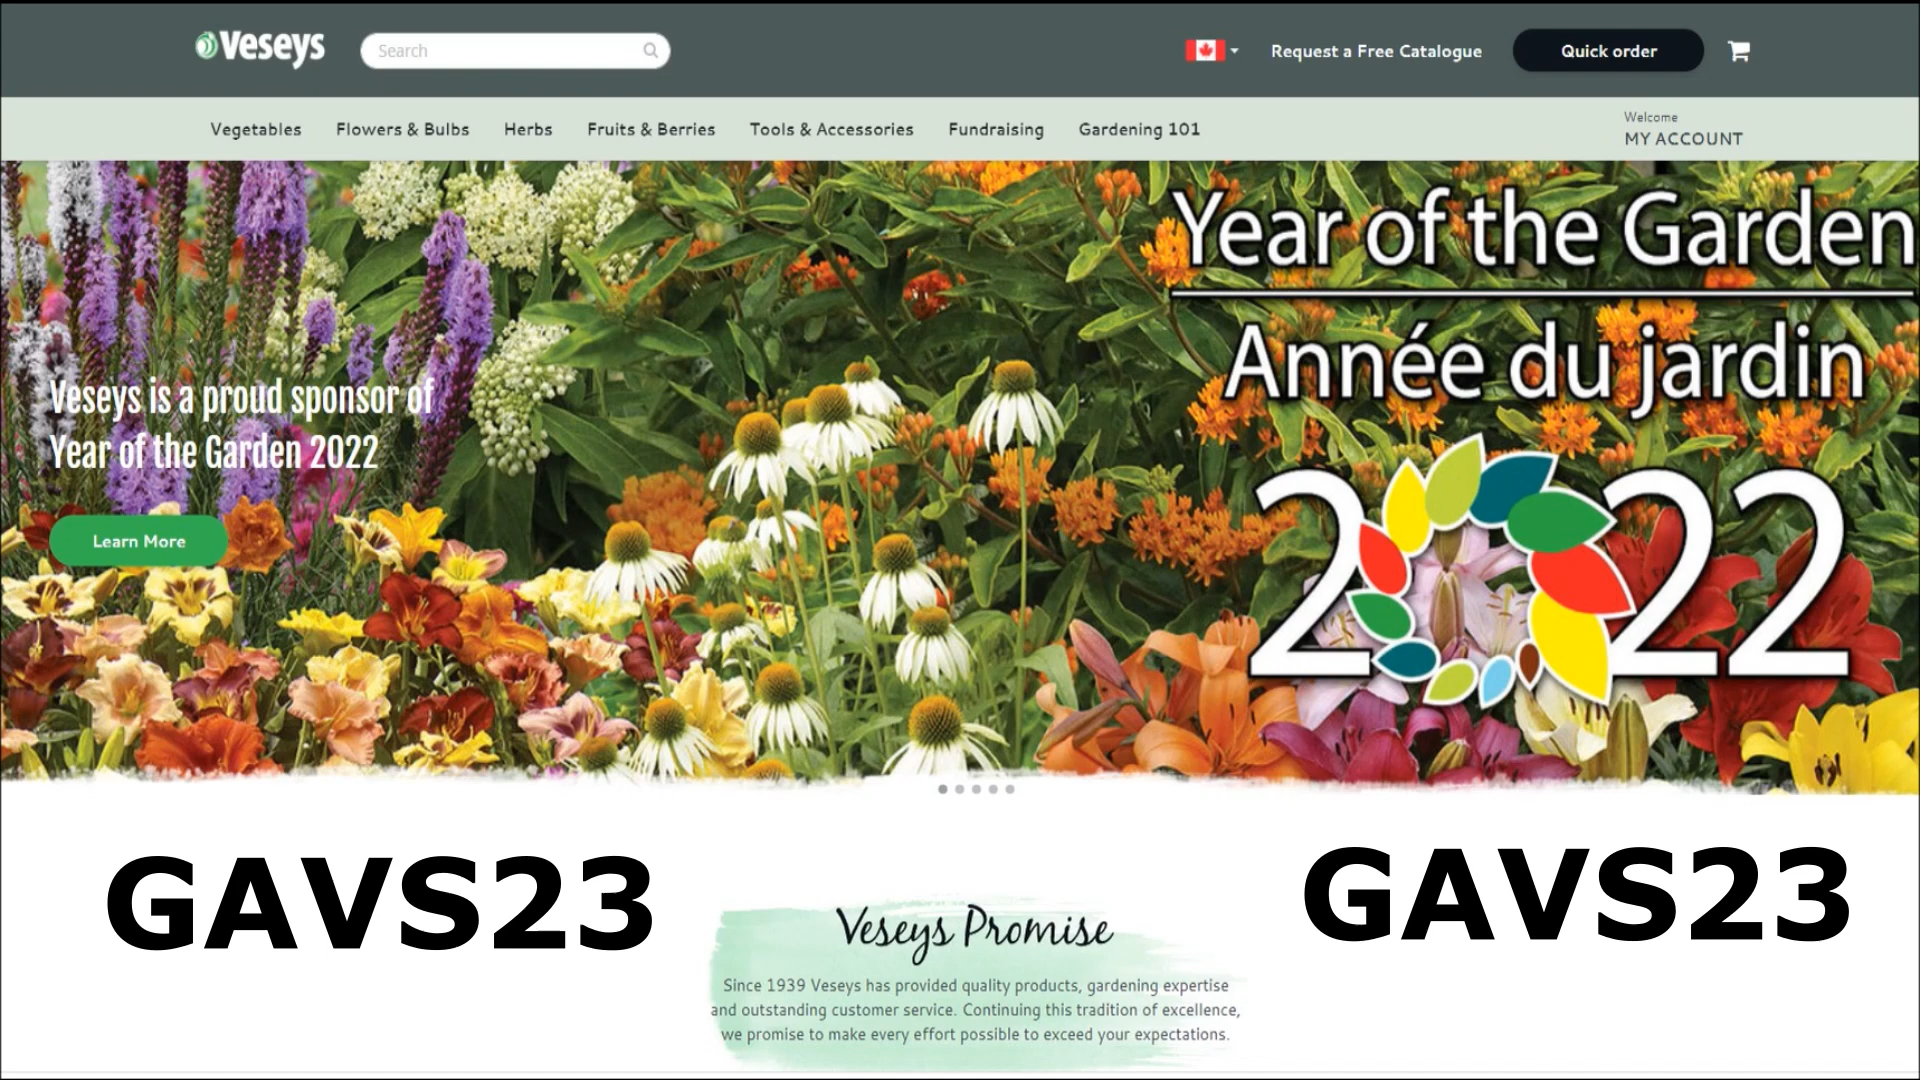 Veseys
Search
Request a Free Catalogue
Quick order
Vegetables
Flowers & Bulbs
Herbs
Fruits & Berries
Tools & Accessories
Fundraising
Gardening 101
Welcome
MY ACCOUNT
Veseys is a proud sponsor of
Year of the Garden 2022
Learn More
Year of the Garden
Année du jardin
2022
GAVS23
GAVS23
Veseys Promise
Since 1939 Veseys has provided quality products, gardening expertise
and outstanding customer service. Continuing this tradition of excellence,
we promise to make every effort possible to exceed your expectations.